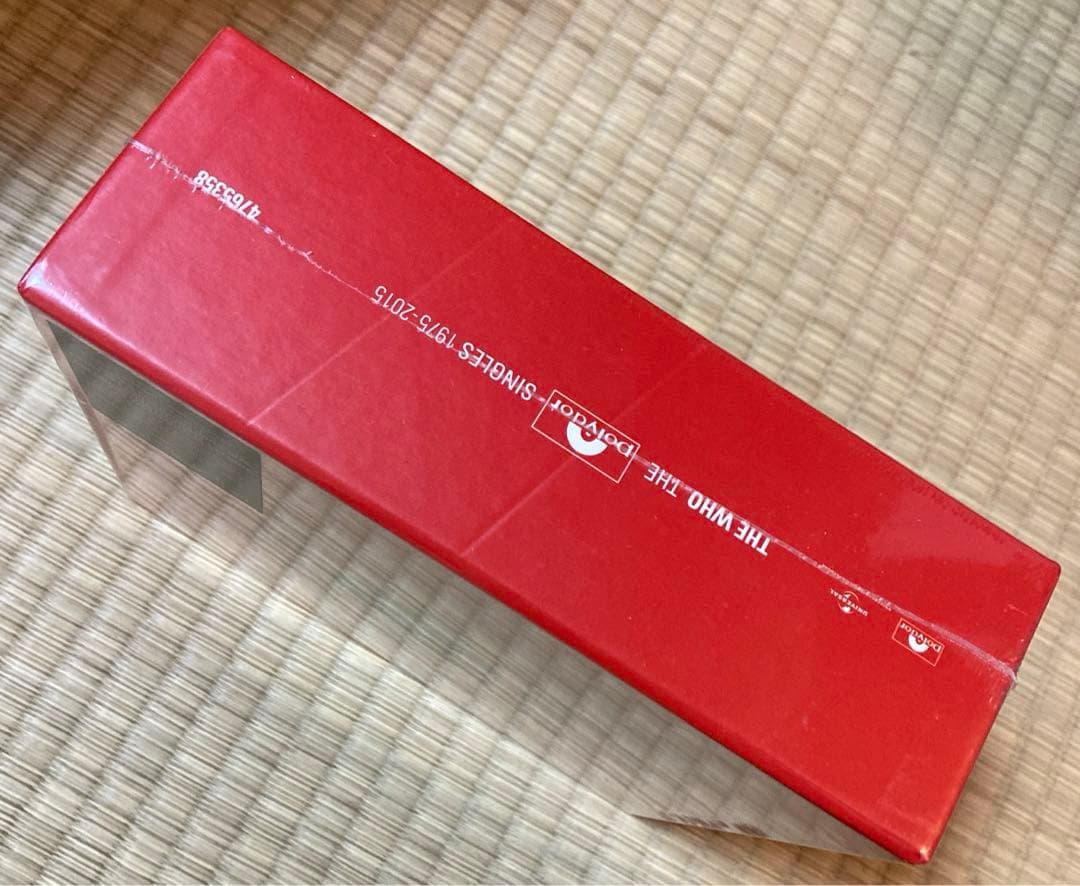 polydor
UNIVERSAL
THE WHO THE polydor SINGLES 1975-2015
4765358